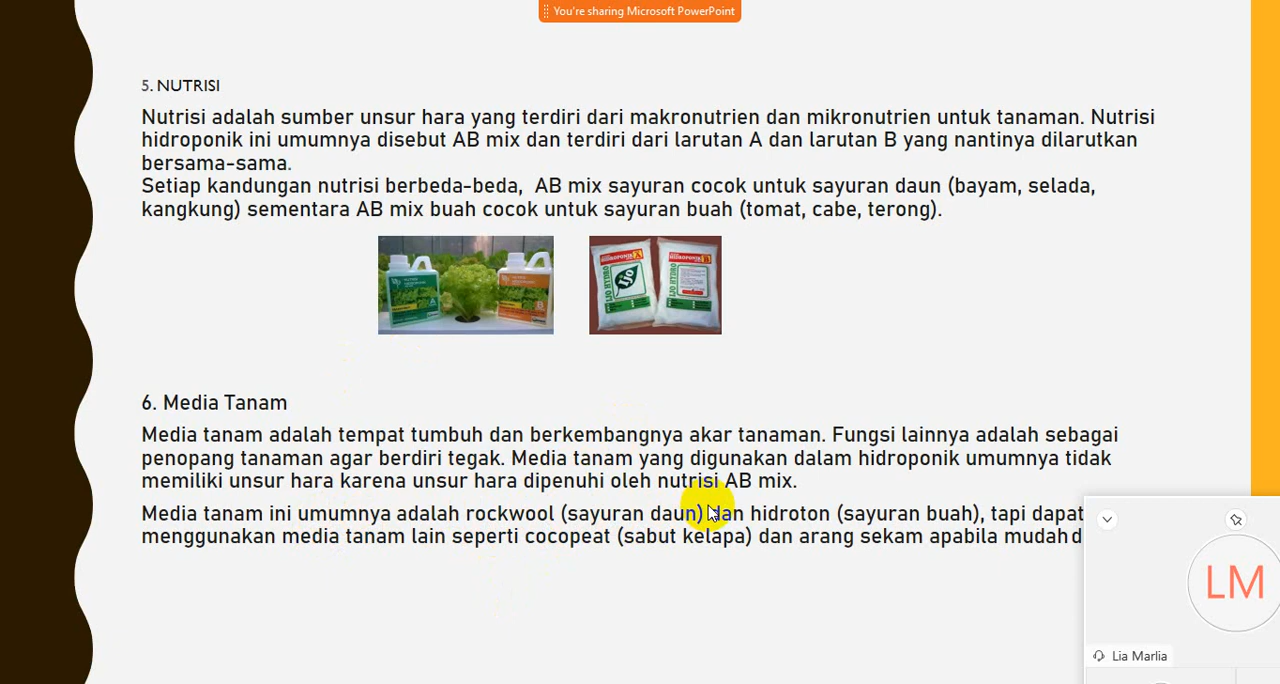 You're sharing Microsoft PowerPoint
5. NUTRISI
Nutrisi adalah sumber unsur hara yang terdiri dari makronutrien dan mikronutrien untuk tanaman. Nutrisi
hidroponik ini umumnya disebut AB mix dan terdiri dari larutan A dan larutan B yang nantinya dilarutkan
bersama-sama.
Setiap kandungan nutrisi berbeda-beda, AB mix sayuran cocok untuk sayuran daun (bayam, selada,
kangkung) sementara AB mix buah cocok untuk sayuran buah (tomat, cabe, terong).
HIDROPONIK A
LJO HYDRO
LJO HYDRO
6. Media Tanam
Media tanam adalah tempat tumbuh dan berkembangnya akar tanaman. Fungsi lainnya adalah sebagai
penopang tanaman agar berdiri tegak. Media tanam yang digunakan dalam hidroponik umumnya tidak
memiliki unsur hara karena unsur hara dipenuhi oleh nutrisi AB mix.
Media tanam ini umumnya adalah rockwool (sayuran daun) dan hidroton (sayuran buah), tapi dapat
menggunakan media tanam lain seperti cocopeat (sabut kelapa) dan arang sekam apabila mudah d
LM
Lia Marlia